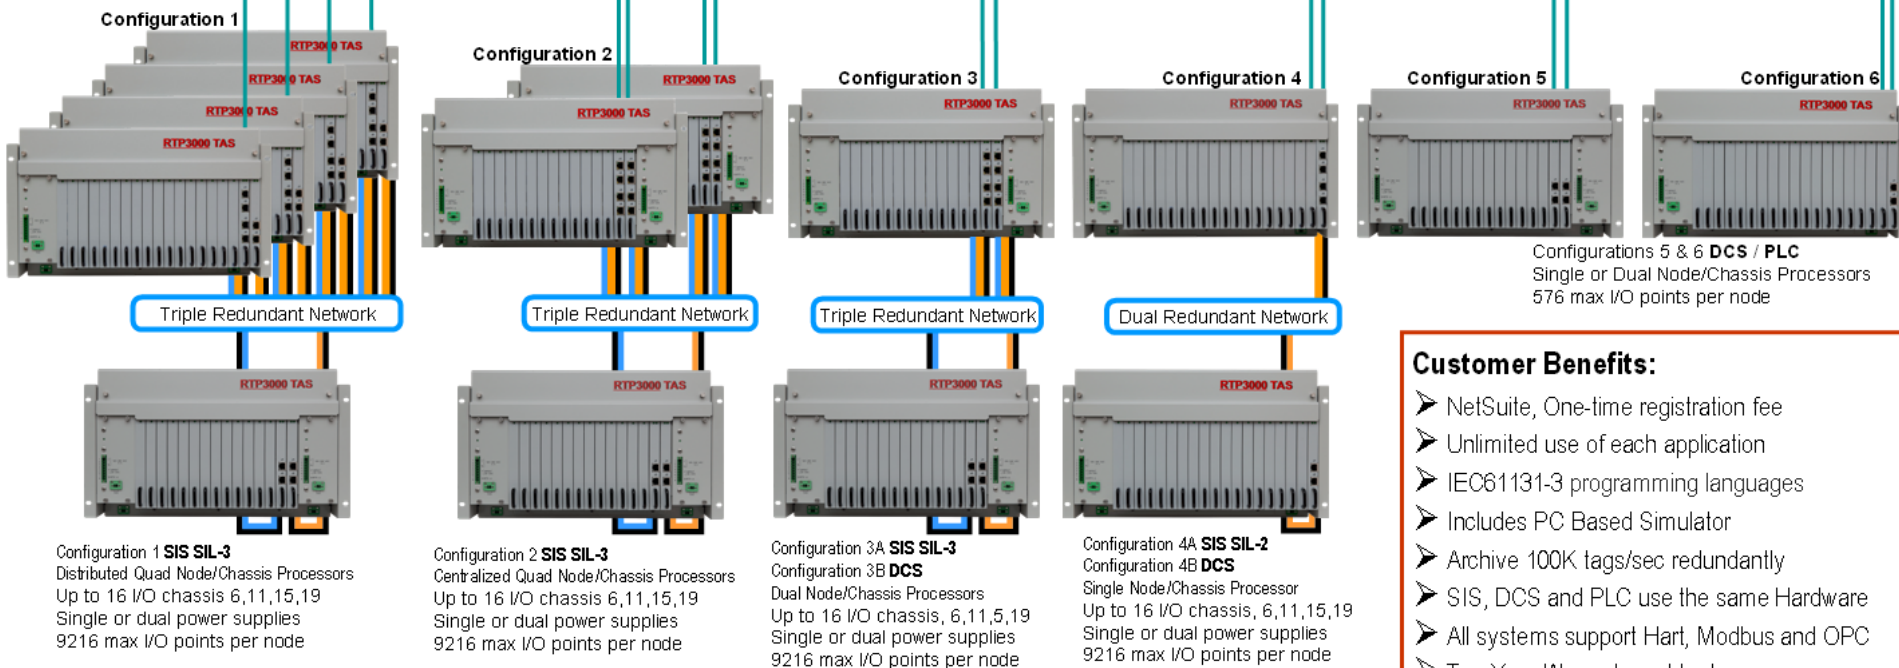 Configuration 1
RTP3000 TAS
RTP3000 TAS
RTP3000 TAS
RTP3000 TAS
Triple Redundant Network
RTP3000 TAS
Configuration 1 SIS SIL-3
Distributed Quad Node/Chassis Processors
Up to 16 I/O chassis 6,11,15,19
Single or dual power supplies
9216 max I/O points per node
Configuration 2
RTP3000 TAS
RTP3000 TAS
Triple Redundant Network
RTP3000 TAS
Configuration 2 SIS SIL-3
Centralized Quad Node/Chassis Processors
Up to 16 I/O chassis 6,11,15,19
Single or dual power supplies
9216 max I/O points per node
Configuration 3
RTP3000 TAS
Triple Redundant Network
RTP3000 TAS
Configuration 3A SIS SIL-3
Configuration 3B DCS
Dual Node/Chassis Processors
Up to 16 I/O chassis, 6,11,5,19
Single or dual power supplies
9216 max I/O points per node
Configuration 4
RTP3000 TAS
Dual Redundant Network
RTP3000 TAS
Configuration 4A SIS SIL-2
Configuration 4B DCS
Single Node/Chassis Processor
Up to 16 I/O chassis, 6,11,15,19
Single or dual power supplies
9216 max I/O points per node
Configuration 5
RTP3000 TAS
Configuration 6
RTP3000 TAS
Configurations 5 & 6 DCS / PLC
Single or Dual Node/Chassis Processors
576 max I/O points per node
Customer Benefits:
➢ NetSuite, One-time registration fee
➢ Unlimited use of each application
➢ IEC61131-3 programming languages
➢ Includes PC Based Simulator
➢ Archive 100K tags/sec redundantly
➢ SIS, DCS and PLC use the same Hardware
➢ All systems support Hart, Modbus and OPC